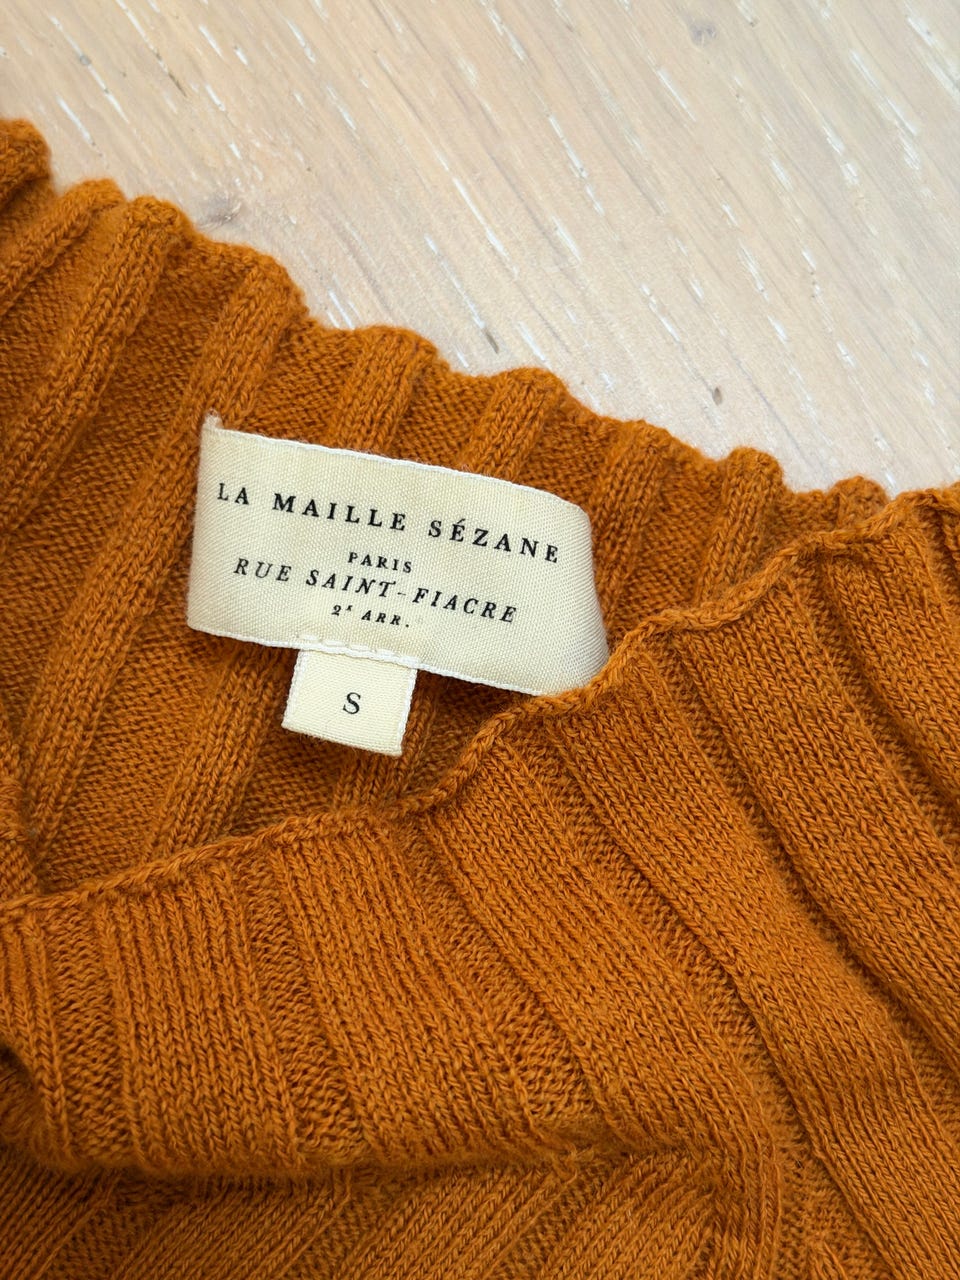 LA MAILLE SÉZANE
PARIS
RUE SAINT-FIACRE
2ᴱ ARR.
S